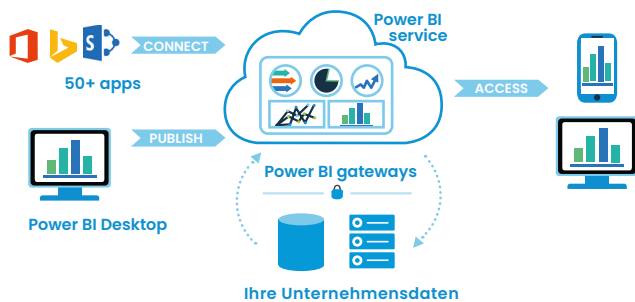 Power BI
service
CONNECT
50+ apps
ACCESS
PUBLISH
Power BI gateways
Power BI Desktop
Ihre Unternehmensdaten
S